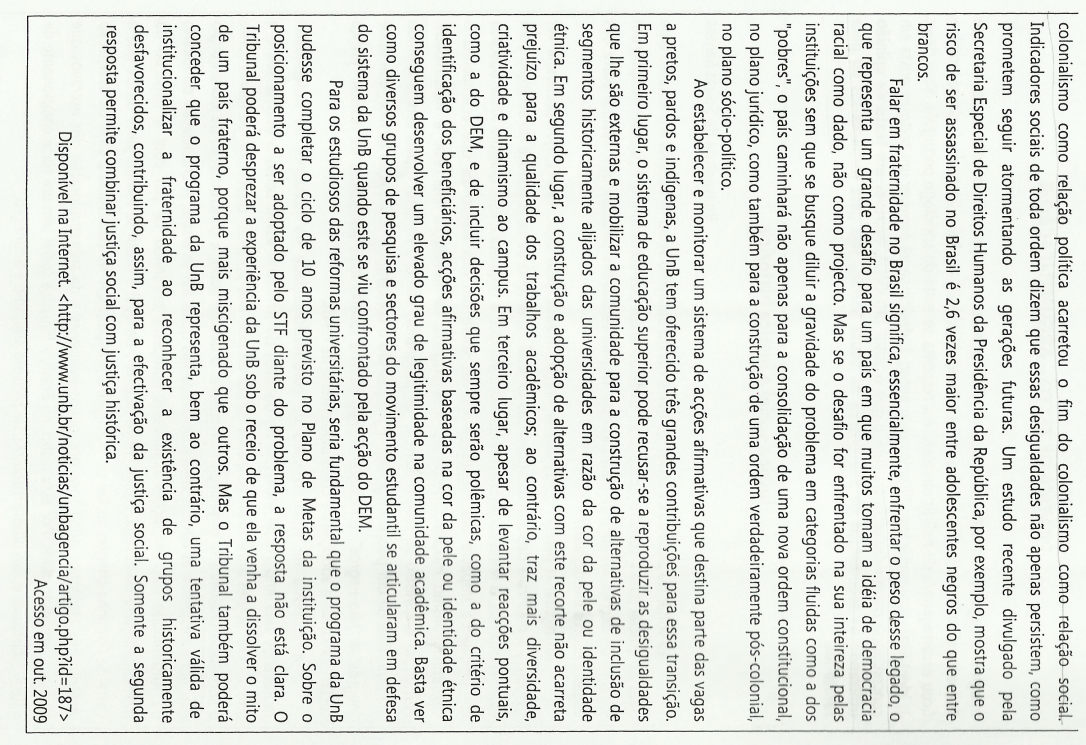 colonialismo como relação política acarretou o fim do colonialismo como relação social.
Indicadores sociais de toda ordem dizem que essas desigualdades não apenas persistem, como
prometem seguir atormentando as gerações futuras. Um estudo recente divulgado pela
Secretaria Especial de Direitos Humanos da Presidência da República, por exemplo, mostra que o
risco de ser assassinado no Brasil é 2,6 vezes maior entre adolescentes negros do que entre
brancos.
Falar em fraternidade no Brasil significa, essencialmente, enfrentar o peso desse legado, o
que representa um grande desafio para um país em que muitos tomam a idéia de democracia
racial como dado, não como projecto. Mas se o desafio for enfrentado na sua inteireza pelas
instituições sem que se busque diluir a gravidade do problema em categorias fluidas como a dos
"pobres", o país caminhará não apenas para a consolidação de uma nova ordem constitucional,
no plano jurídico, como também para a construção de uma ordem verdadeiramente pós-colonial,
no plano sócio-político.
Ao estabelecer e monitorar um sistema de acções afirmativas que destina parte das vagas
a pretos, pardos e indígenas, a UnB tem oferecido três grandes contribuições para essa transição.
Em primeiro lugar, o sistema de educação superior pode recusar-se a reproduzir as desigualdades
que lhe são externas e mobilizar a comunidade para a construção de alternativas de inclusão de
segmentos historicamente alijados das universidades em razão da cor da pele ou identidade
étnica. Em segundo lugar, a construção e adopção de alternativas com este recorte não acarreta
prejuízo para a qualidade dos trabalhos acadêmicos; ao contrário, traz mais diversidade,
criatividade e dinamismo ao campus. Em terceiro lugar, apesar de levantar reacções pontuais,
como a do DEM, e de incluir decisões que sempre serão polêmicas, como a do critério de
identificação dos beneficiários, acções afirmativas baseadas na cor da pele ou identidade étnica
conseguem desenvolver um elevado grau de legitimidade na comunidade acadêmica. Basta ver
como diversos grupos de pesquisa e sectores do movimento estudantil se articularam em defesa
do sistema da UnB quando este se viu confrontado pela acção do DEM.
Para os estudiosos das reformas universitárias, seria fundamental que o programa da UnB
pudesse completar o ciclo de 10 anos previsto no Plano de Metas da instituição. Sobre o
posicionamento a ser adoptado pelo STF diante do problema, a resposta não está clara. O
Tribunal poderá desprezar a experiência da UnB sob o receio de que ela venha a dissolver o mito
de um país fraterno, porque mais miscigenado que outros. Mas o Tribunal também poderá
conceder que o programa da UnB representa, bem ao contrário, uma tentativa válida de
institucionalizar a fraternidade ao reconhecer a existência de grupos historicamente
desfavorecidos, contribuindo, assim, para a efectivação da justiça social. Somente a segunda
resposta permite combinar justiça social com justiça histórica.
Disponível na Internet. <http://www.unb.br/noticias/unbagencia/artigo.php?id=187>
Acesso em out. 2009